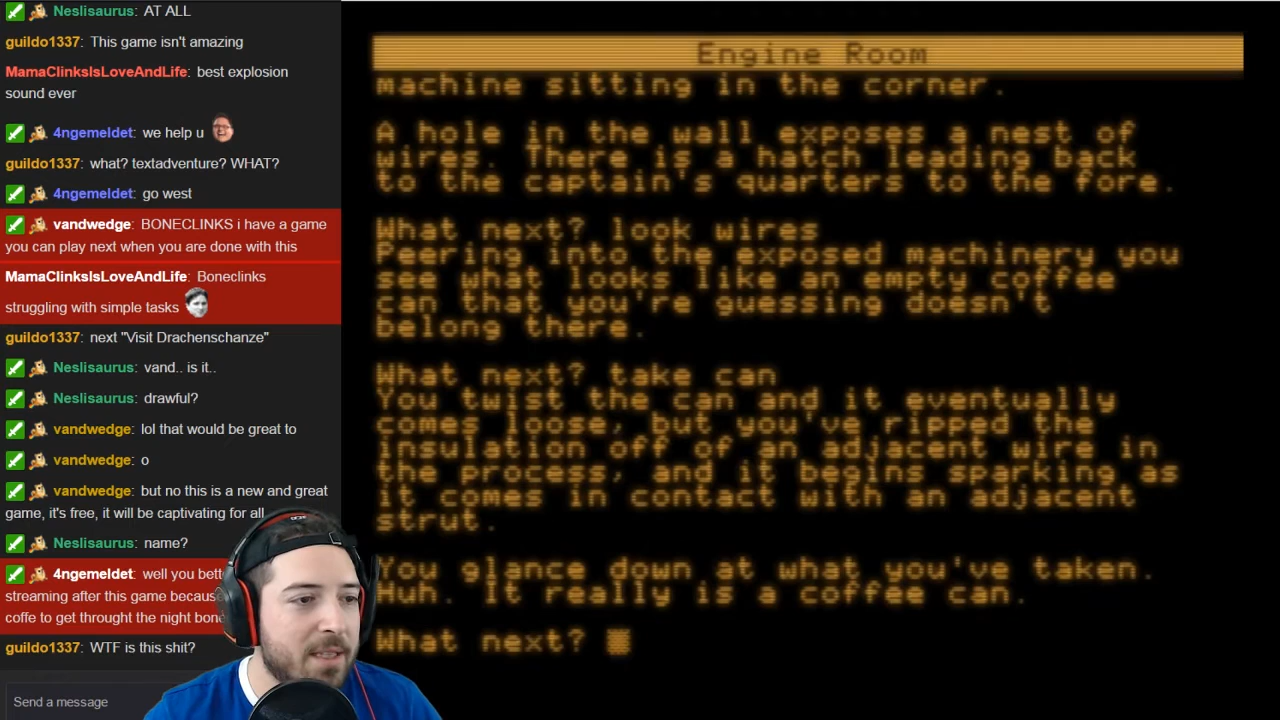 Neslisaurus: AT ALL
guildo1337: This game isn't amazing
MamaClinksIsLoveAndLife: best explosion
sound ever
4ngemeldet: we help u
guildo1337: what? textadventure? WHAT?
4ngemeldet: go west
vandwedge: BONECLINKS i have a game
you can play next when you are done with this
MamaClinksIsLoveAndLife: Boneclinks
struggling with simple tasks
guildo1337: next "Visit Drachenschanze"
Neslisaurus: vand.. is it..
Neslisaurus: drawful?
vandwedge: lol that would be great to
vandwedge: o
vandwedge: but no this is a new and great
game, it's free, it will be captivating for all
Neslisaurus: name?
4ngemeldet: well you
streaming after this game
coffe to get throught the night
guildo1337: WTF is this shit?
Send a message
Engine Room
machine sitting in the corner.
A hole in the wall exposes a nest of
wires. There is a hatch leading back
to the captain's quarters to the fore.
What next? look wires
Peering into the exposed machinery you
see what looks like an empty coffee
can that you're guessing doesn't
belong there.
What next? take can
You twist the can and it eventually
comes loose, but you've ripped the
insulation off of an adjacent wire in
the process, and it begins sparking as
it comes in contact with an adjacent
strut.
You glance down at what you've taken.
Huh. It really is a coffee can.
What next?